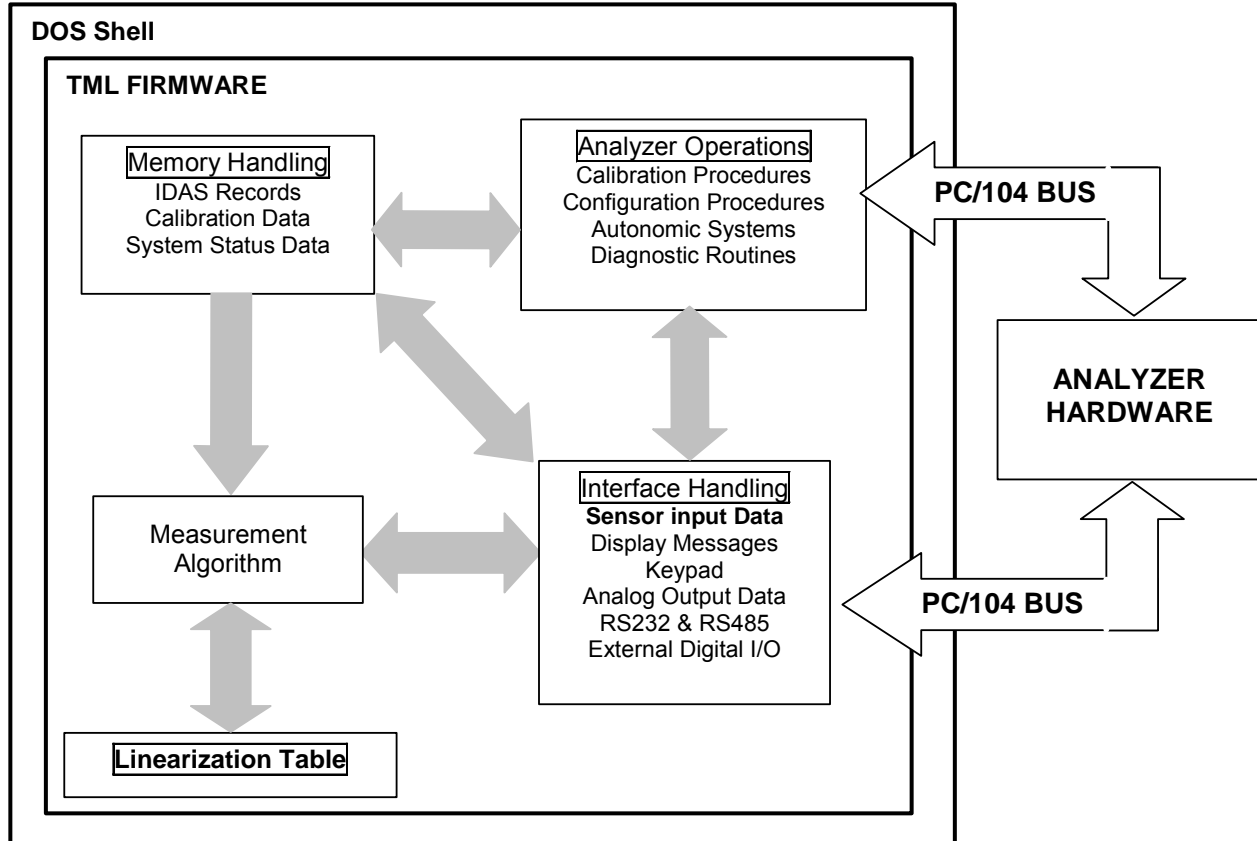 DOS Shell
TML FIRMWARE
Memory Handling
IDAS Records
Calibration Data
System Status Data
Analyzer Operations
Calibration Procedures
Configuration Procedures
Autonomic Systems
Diagnostic Routines
PC/104 BUS
ANALYZER
HARDWARE
Measurement
Algorithm
Interface Handling
Sensor input Data
Display Messages
Keypad
Analog Output Data
RS232 & RS485
External Digital I/O
PC/104 BUS
Linearization Table